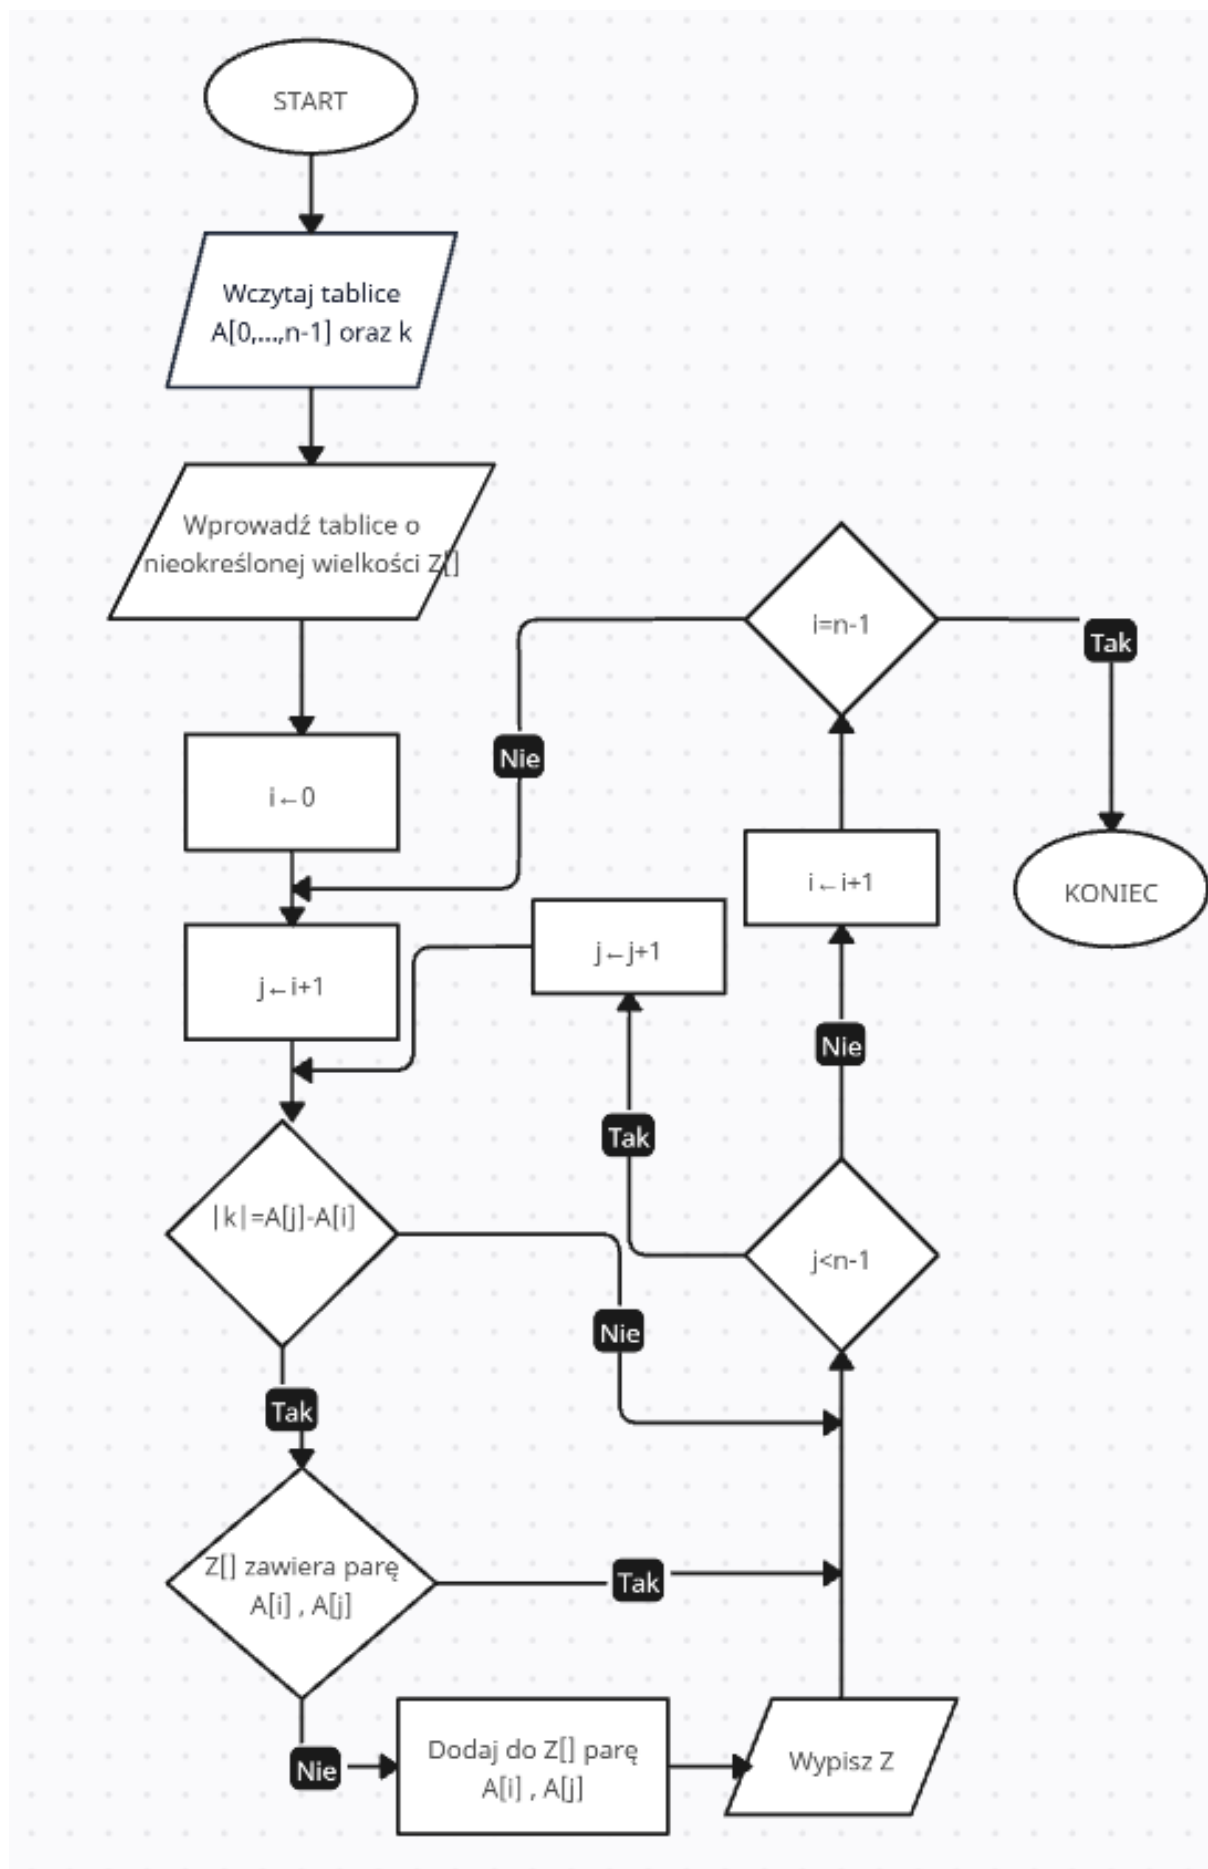 START
Wczytaj tablice
A[0,...,n-1] oraz k
Wprowadź tablice o
nieokreślonej wielkości Z[]
i←0
j←i+1
|k|=A[j]-A[i]
Tak
Z[] zawiera parę
A[i] , A[j]
Nie
Dodaj do Z[] parę
A[i] , A[j]
Wypisz Z
Tak
Nie
j<n-1
Tak
j←j+1
Nie
i←i+1
i=n-1
Nie
Tak
KONIEC